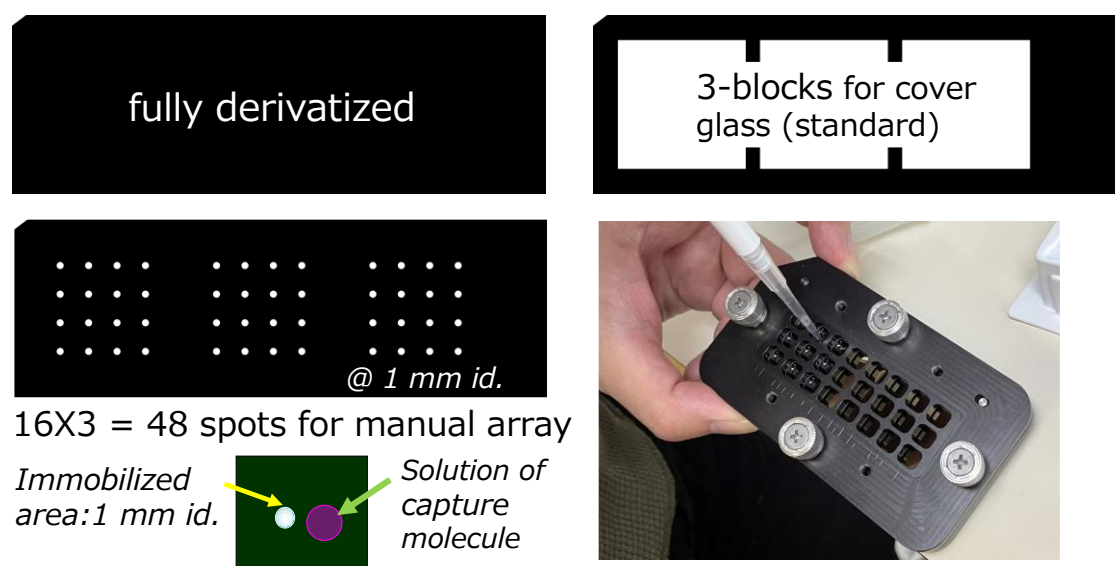 fully derivatized
3-blocks for cover
glass (standard)
@ 1 mm id.
16X3 = 48 spots for manual array
Immobilized
area:1 mm id.
Solution of
capture
molecule